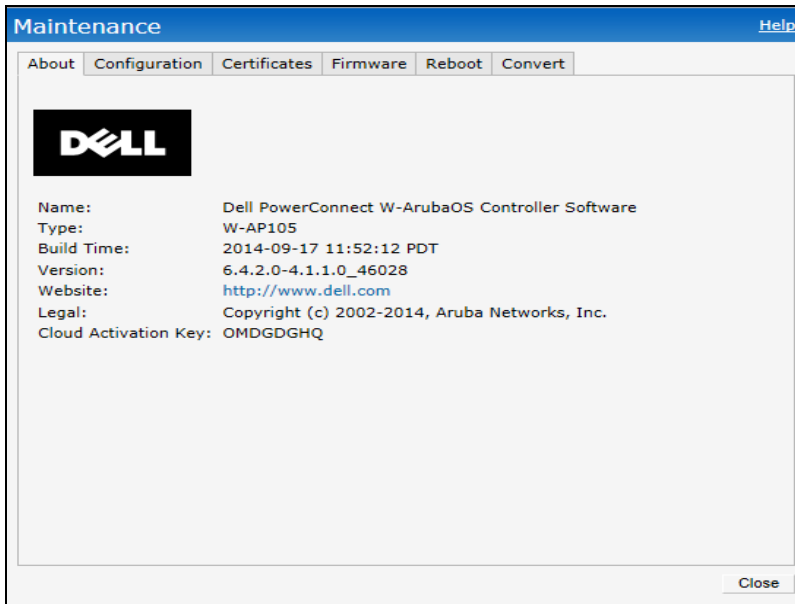 Maintenance Help
About Configuration Certificates Firmware Reboot Convert
DELL
Name: Dell PowerConnect W-ArubaOS Controller Software
Type: W-AP105
Build Time: 2014-09-17 11:52:12 PDT
Version: 6.4.2.0-4.1.1.0_46028
Website: http://www.dell.com
Legal: Copyright (c) 2002-2014, Aruba Networks, Inc.
Cloud Activation Key: OMDGDGHQ
Close